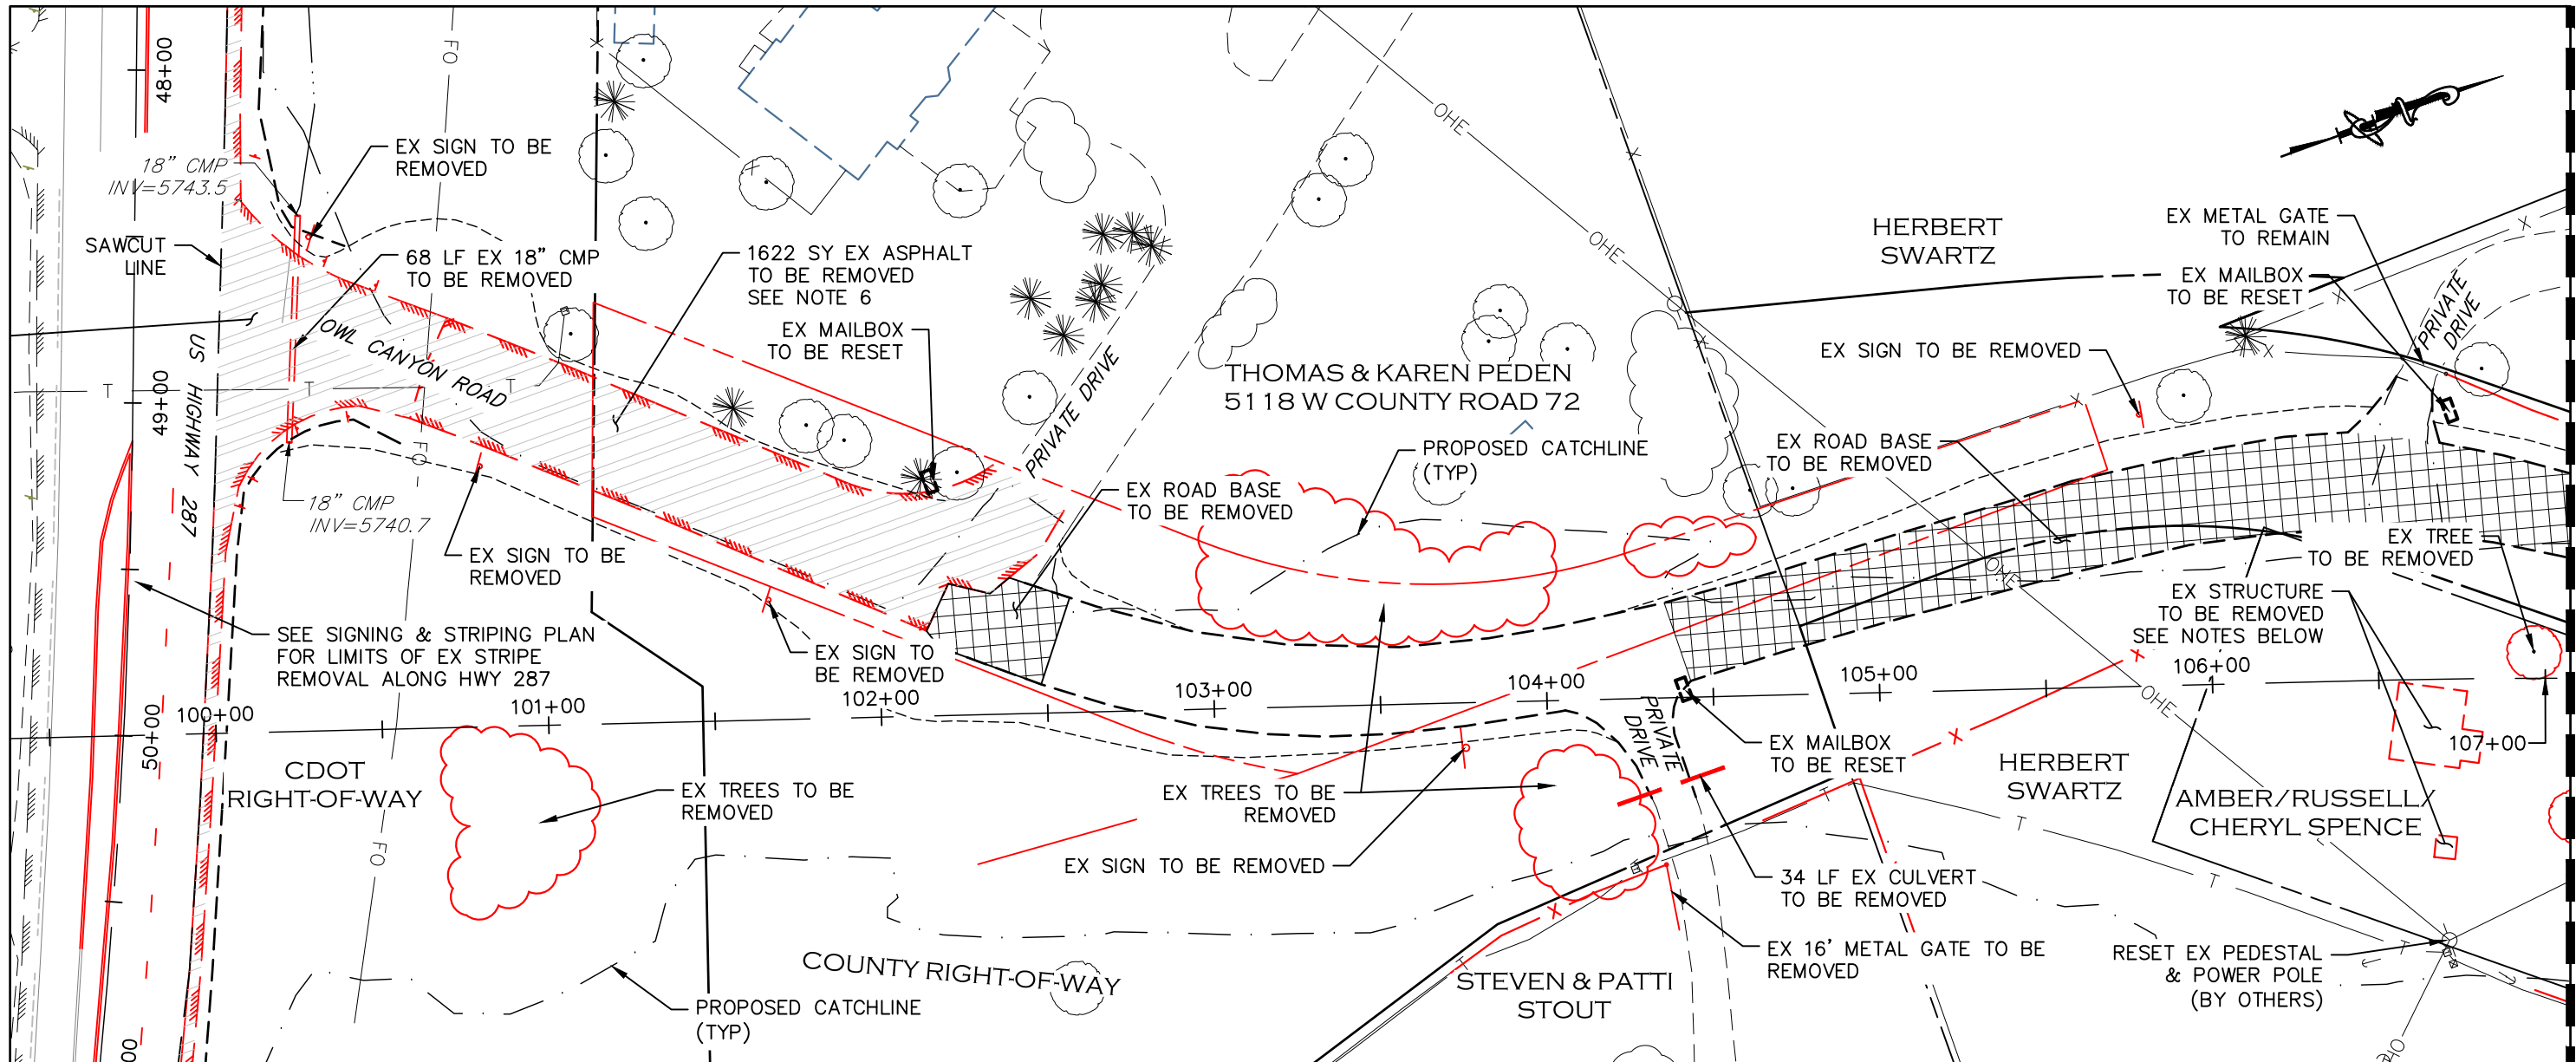 48+00
FO
18" CMP
INV=5743.5
EX SIGN TO BE
REMOVED
SAWCUT
LINE
68 LF EX 18" CMP
TO BE REMOVED
1622 SY EX ASPHALT
TO BE REMOVED
SEE NOTE 6
EX MAILBOX
TO BE RESET
OWL CANYON ROAD
US HIGHWAY 287
49+00
T
T
T
FO
18" CMP
INV=5740.7
EX SIGN TO BE
REMOVED
PRIVATE DRIVE
EX ROAD BASE
TO BE REMOVED
X
X
OHE
OHE
X
X
HERBERT
SWARTZ
THOMAS & KAREN PEDEN
5118 W COUNTY ROAD 72
PROPOSED CATCHLINE
(TYP)
EX METAL GATE
TO REMAIN
EX MAILBOX
TO BE RESET
PRIVATE
DRIVE
X
X
X
X
EX SIGN TO BE REMOVED
EX ROAD BASE
TO BE REMOVED
OHE
EX TREE
TO BE REMOVED
EX STRUCTURE
TO BE REMOVED
SEE NOTES BELOW
SEE SIGNING & STRIPING PLAN
FOR LIMITS OF EX STRIPE
REMOVAL ALONG HWY 287
EX SIGN TO
BE REMOVED
50+00
100+00
101+00
102+00
103+00
104+00
105+00
106+00
107+00
X
X
OHE
CDOT
RIGHT-OF-WAY
EX TREES TO BE
REMOVED
EX TREES TO BE
REMOVED
PRIVATE
DRIVE
EX MAILBOX
TO BE RESET
HERBERT
SWARTZ
AMBER/RUSSELL/
CHERYL SPENCE
FO
EX SIGN TO BE REMOVED
34 LF EX CULVERT
TO BE REMOVED
T
T
T
T
T
X
EX 16' METAL GATE TO BE
REMOVED
COUNTY RIGHT-OF-WAY
STEVEN & PATTI
STOUT
RESET EX PEDESTAL
& POWER POLE
(BY OTHERS)
PROPOSED CATCHLINE
(TYP)
OHE
00